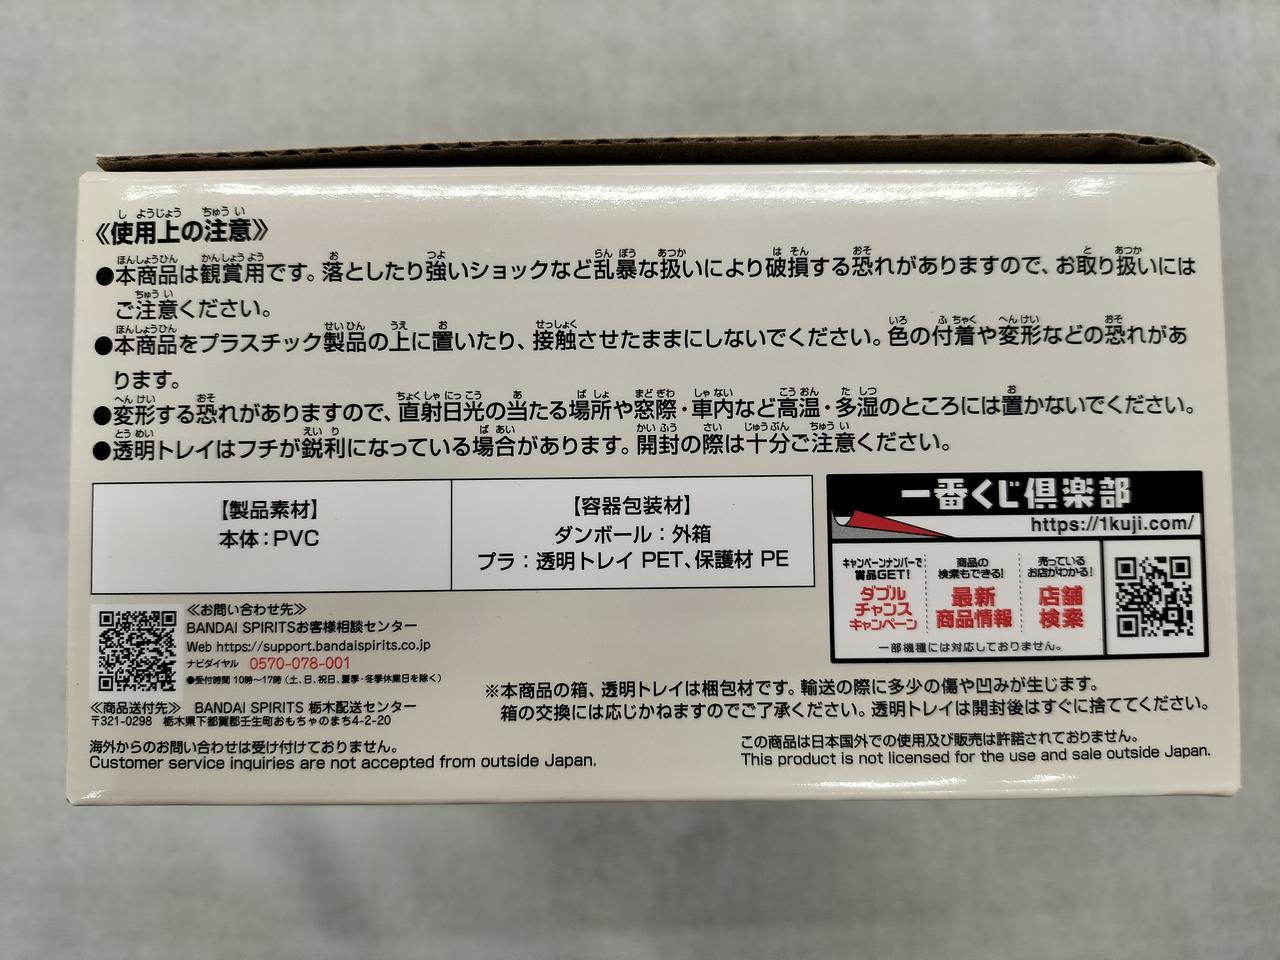 《使用上の注意》
●本商品は観賞用です。落としたり強いショックなど乱暴な扱いにより破損する恐れがありますので、お取り扱いには
ご注意ください。
●本商品をプラスチック製品の上に置いたり、接触させたままにしないでください。色の付着や変形などの恐れがあ
ります。
●変形する恐れがありますので、直射日光の当たる場所や窓際・車内など高温・多湿のところには置かないでください。
●透明トレイはフチが鋭利になっている場合があります。開封の際は十分ご注意ください。
【製品素材】
本体：PVC
【容器包装材】
ダンボール：外箱
プラ：透明トレイ PET、保護材 PE
一番くじ倶楽部
https://1kuji.com/
キャンペーンナンバーで
賞品GET!
ダブル
チャンス
キャンペーン
商品の
検索もできる!
最新
商品情報
売っている
お店がわかる!
店舗
検索
一部機種には対応しておりません。
≪お問い合わせ先≫
BANDAI SPIRITSお客様相談センター
Web https://support.bandaispirits.co.jp
ナビダイヤル 0570-078-001
●受付時間 10時～17時（土、日、祝日、夏季・冬季休業日を除く）
≪商品送付先≫ BANDAI SPIRITS 栃木配送センター
〒321-0298 栃木県下都賀郡壬生町おもちゃのまち4-2-20
※本商品の箱、透明トレイは梱包材です。輸送の際に多少の傷や凹みが生じます。
箱の交換には応じかねますのでご了承ください。透明トレイは開封後はすぐに捨ててください。
海外からのお問い合わせは受け付けておりません。
Customer service inquiries are not accepted from outside Japan.
この商品は日本国外での使用及び販売は許諾されておりません。
This product is not licensed for the use and sale outside Japan.